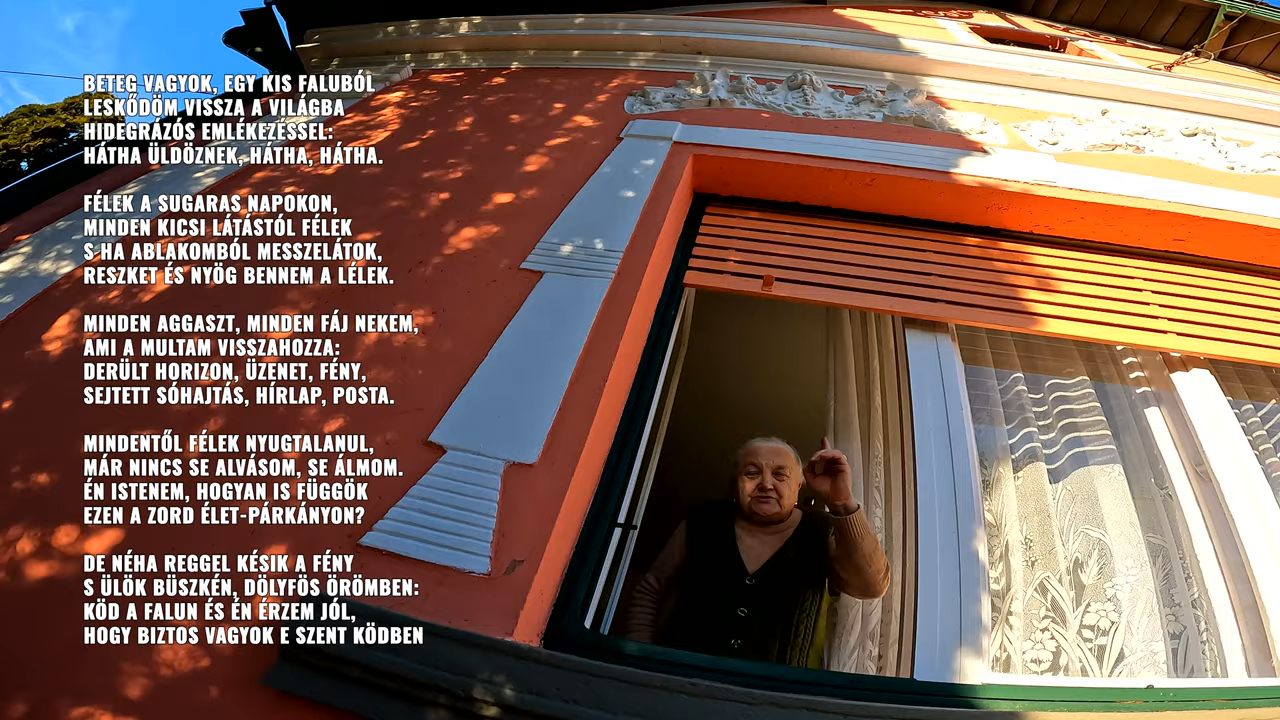 BETEG VAGYOK, EGY KIS FALUBÓL
LESKŐDÖM VISSZA A VILÁGBA
HIDEGRÁZÓS EMLÉKEZÉSSEL:
HÁTHA ÜLDÖZNEK, HÁTHA, HÁTHA.
FÉLEK A SUGARAS NAPOKON,
MINDEN KICSI LÁTÁSTÓL FÉLEK
S HA ABLAKOMBÓL MESSZELÁTOK,
RESZKET ÉS NYÖG BENNEM A LÉLEK.
MINDEN AGGASZT, MINDEN FÁJ NEKEM,
AMI A MULTAM VISSZAHOZZA:
DERÜLT HORIZON, ÜZENET, FÉNY,
SEJTETT SÓHAJTÁS, HÍRLAP, POSTA.
MINDENTŐL FÉLEK NYUGTALANUL,
MÁR NINCS SE ALVÁSOM, SE ÁLMOM.
ÉN ISTENEM, HOGYAN IS FÜGGÖK
EZEN A ZORD ÉLET-PÁRKÁNYON?
DE NÉHA REGGEL KÉSIK A FÉNY
S ÜLÖK BÜSZKÉN, DÖLYFÖS ÖRÖMBEN:
KÖD A FALUN ÉS ÉN ÉRZEM JÓL,
HOGY BIZTOS VAGYOK E SZENT KÖDBEN